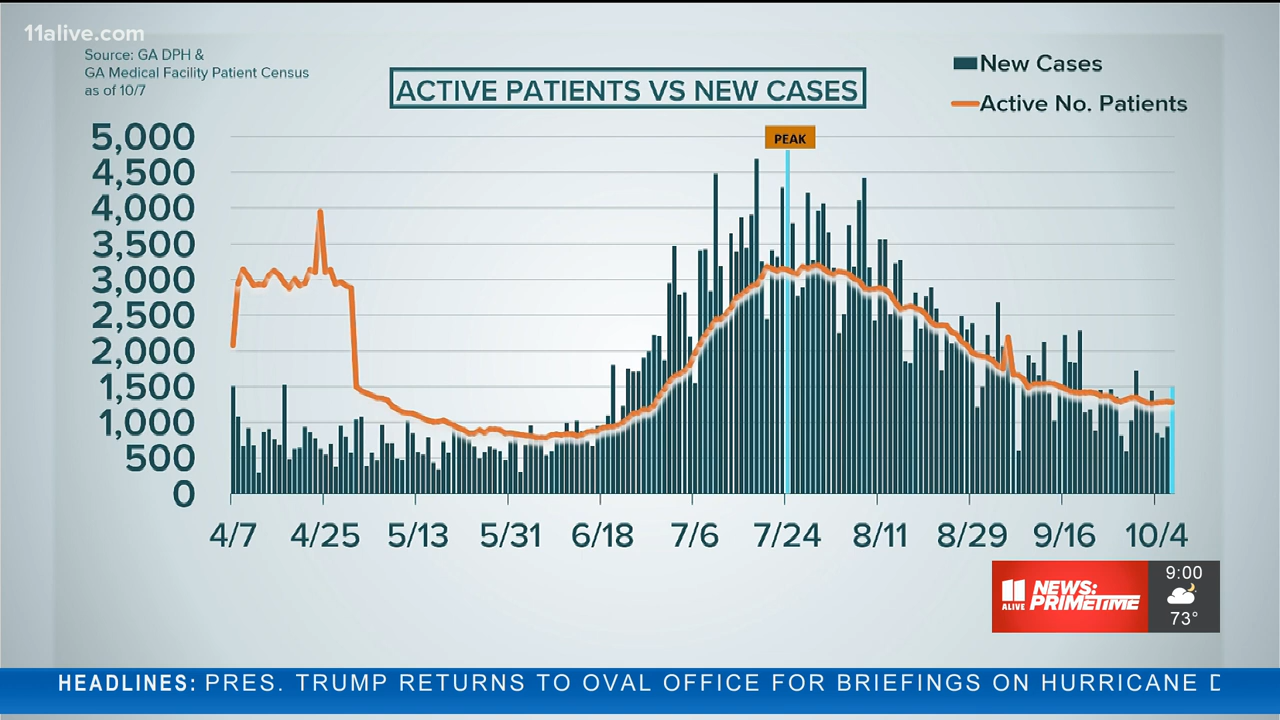 11alive.com
Source: GA DPH &
GA Medical Facility Patient Census
as of 10/7
ACTIVE PATIENTS VS NEW CASES
New Cases
Active No. Patients
PEAK
5,000
4,500
4,000
3,500
3,000
2,500
2,000
1,500
1,000
500
0
4/7 4/25 5/13 5/31 6/18 7/6 7/24 8/11 8/29 9/16 10/4
11 ALIVE NEWS: PRIMETIME
9:00
73°
HEADLINES: PRES. TRUMP RETURNS TO OVAL OFFICE FOR BRIEFINGS ON HURRICANE